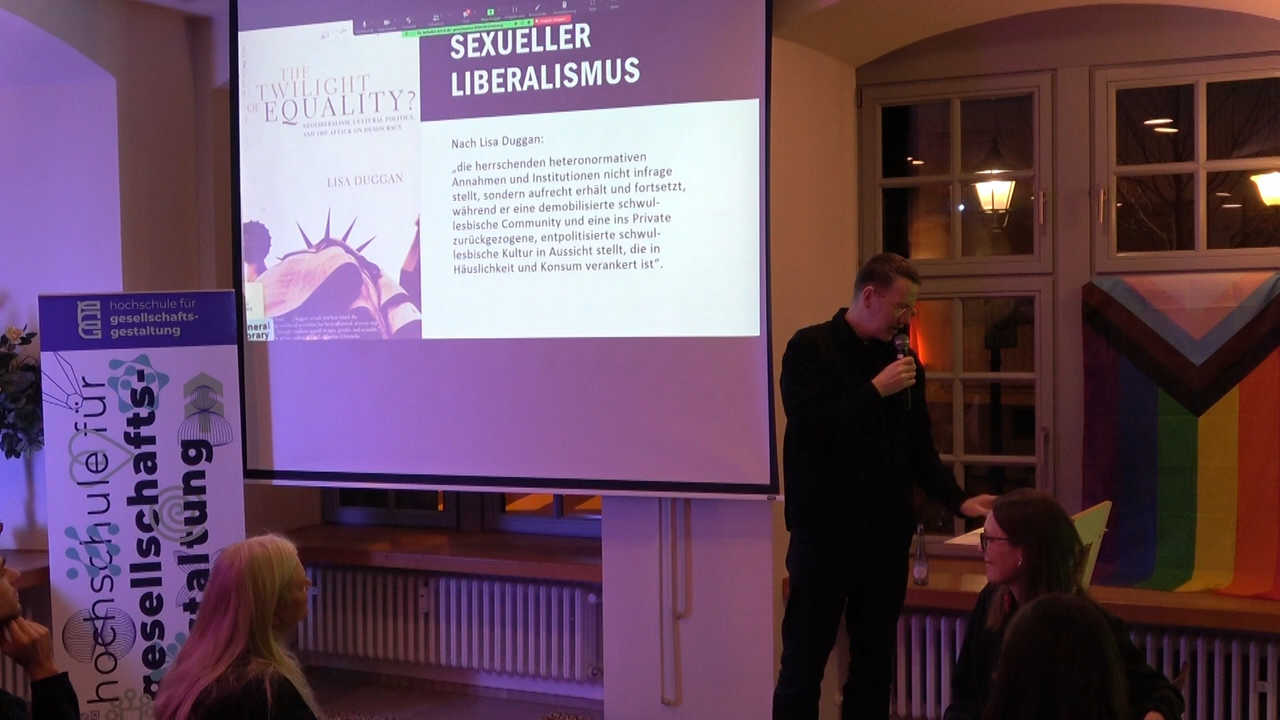 SEXUELLER
LIBERALISMUS
THE
TWILIGHT
OF EQUALITY?
NEOLIBERALISM, CULTURAL POLITICS,
AND THE ATTACK ON DEMOCRACY
LISA DUGGAN
Nach Lisa Duggan:
„die herrschenden heteronormativen
Annahmen und Institutionen nicht infrage
stellt, sondern aufrecht erhält und fortsetzt,
während er eine demobilisierte schwul-
lesbische Community und eine ins Private
zurückgezogene, entpolitisierte schwul-
lesbische Kultur in Aussicht stellt, die in
Häuslichkeit und Konsum verankert ist“.
hochschule für
gesellschafts-
gestaltung
hochschule für
gesellschafts-
staltung